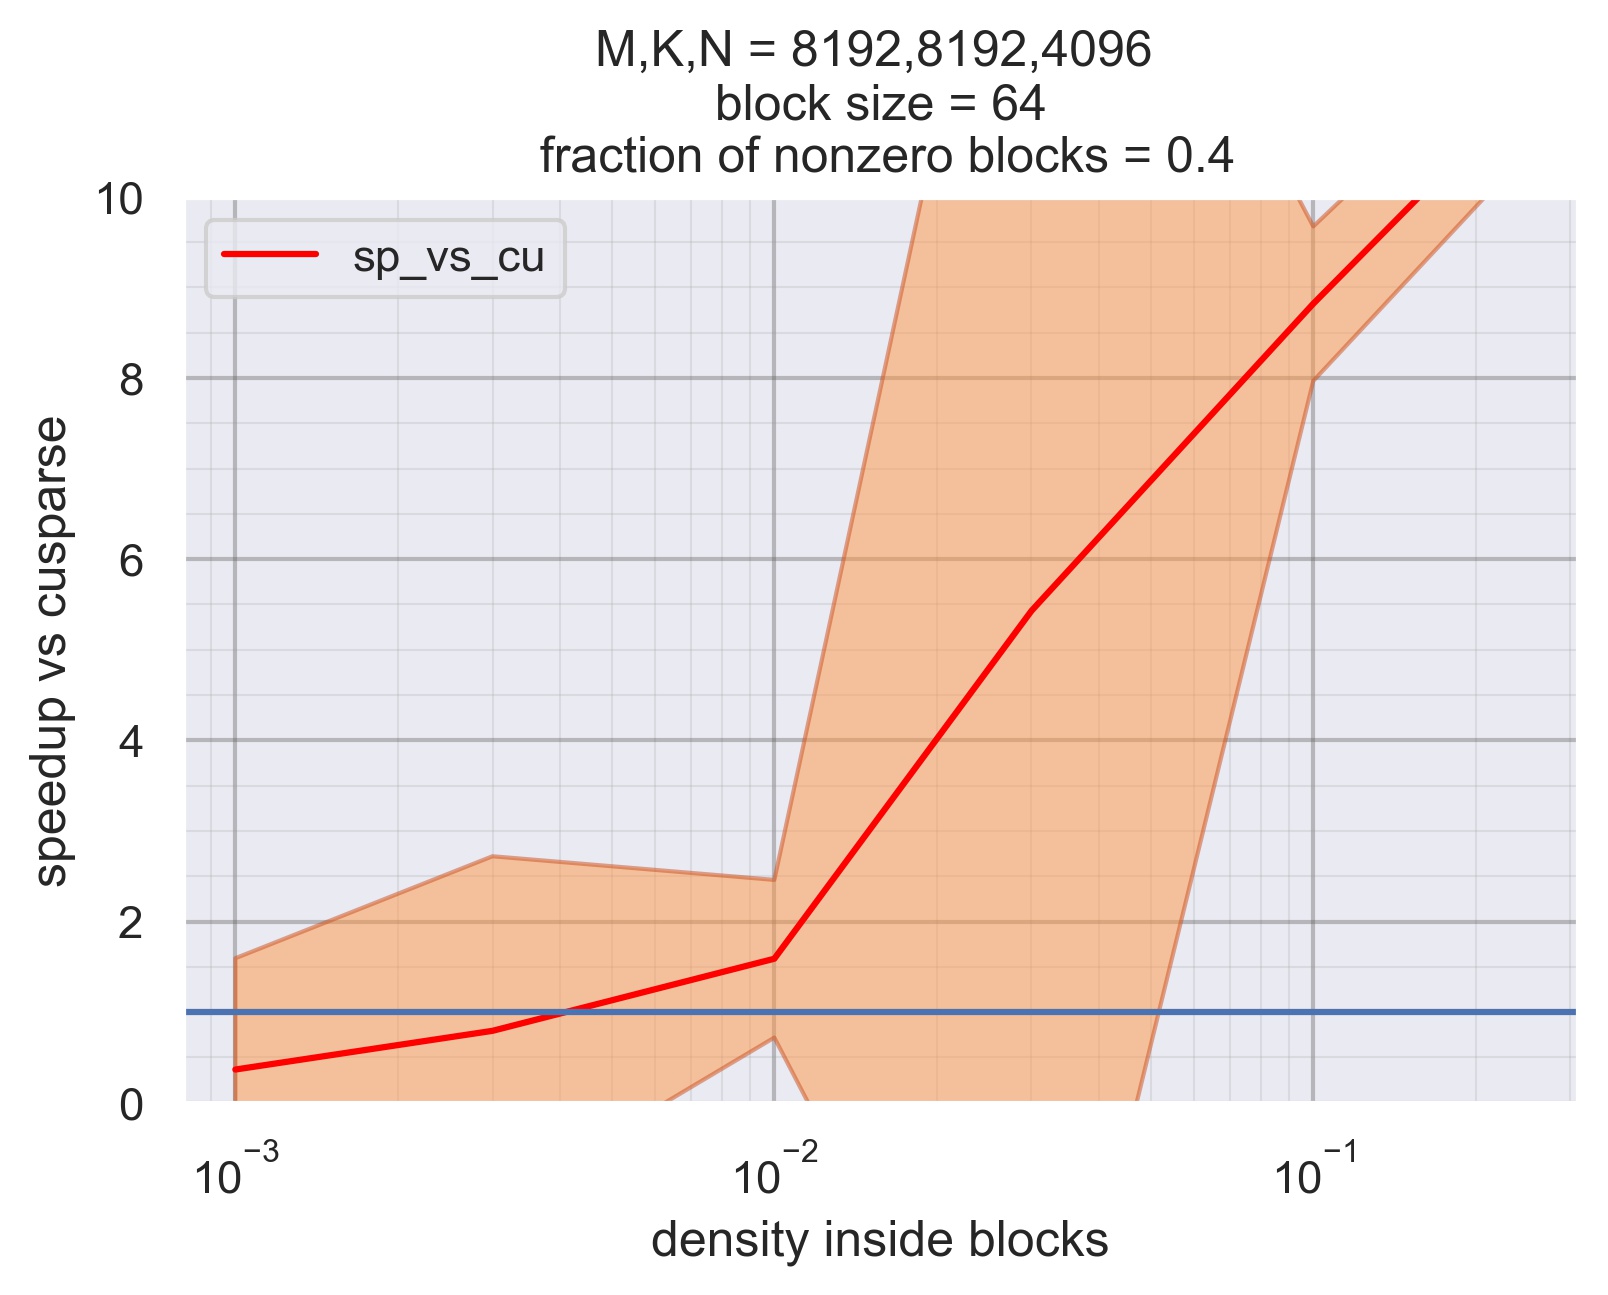 M,K,N = 8192,8192,4096
block size = 64
fraction of nonzero blocks = 0.4
sp_vs_cu
speedup vs cusparse
10
8
6
4
2
0
10⁻³ 10⁻² 10⁻¹
density inside blocks